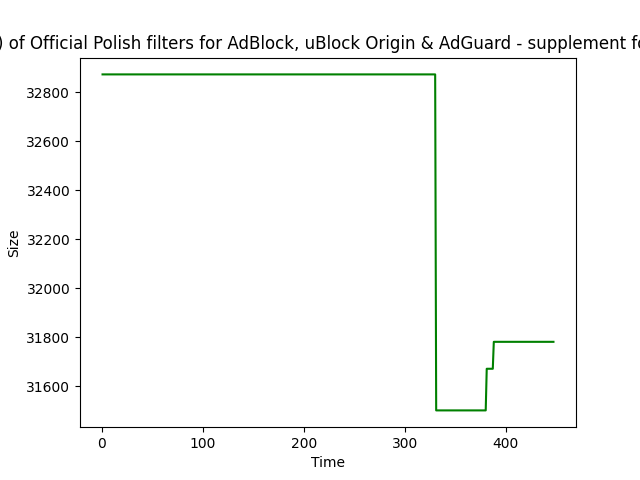 ) of Official Polish filters for AdBlock, uBlock Origin & AdGuard - supplement fo
32800
32600
32400
32200
32000
31800
31600
Size
0 100 200 300 400
Time